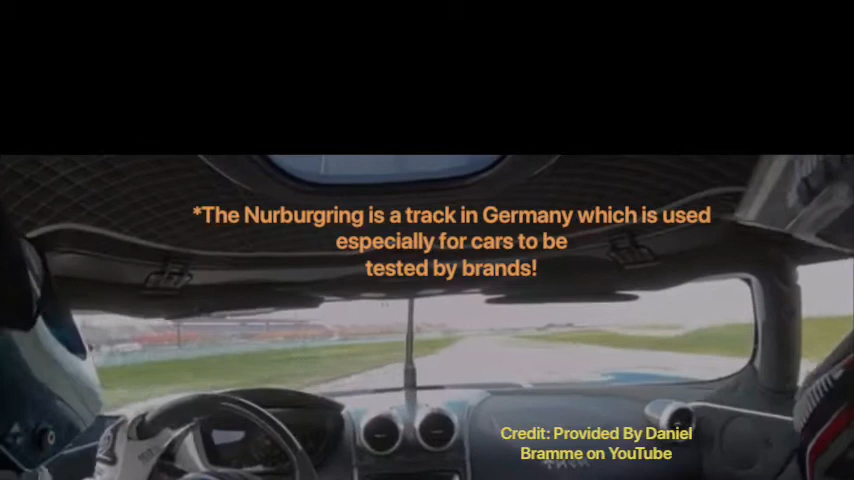 *The Nurburgring is a track in Germany which is used
especially for cars to be
tested by brands!
Credit: Provided By Daniel
Bramme on YouTube